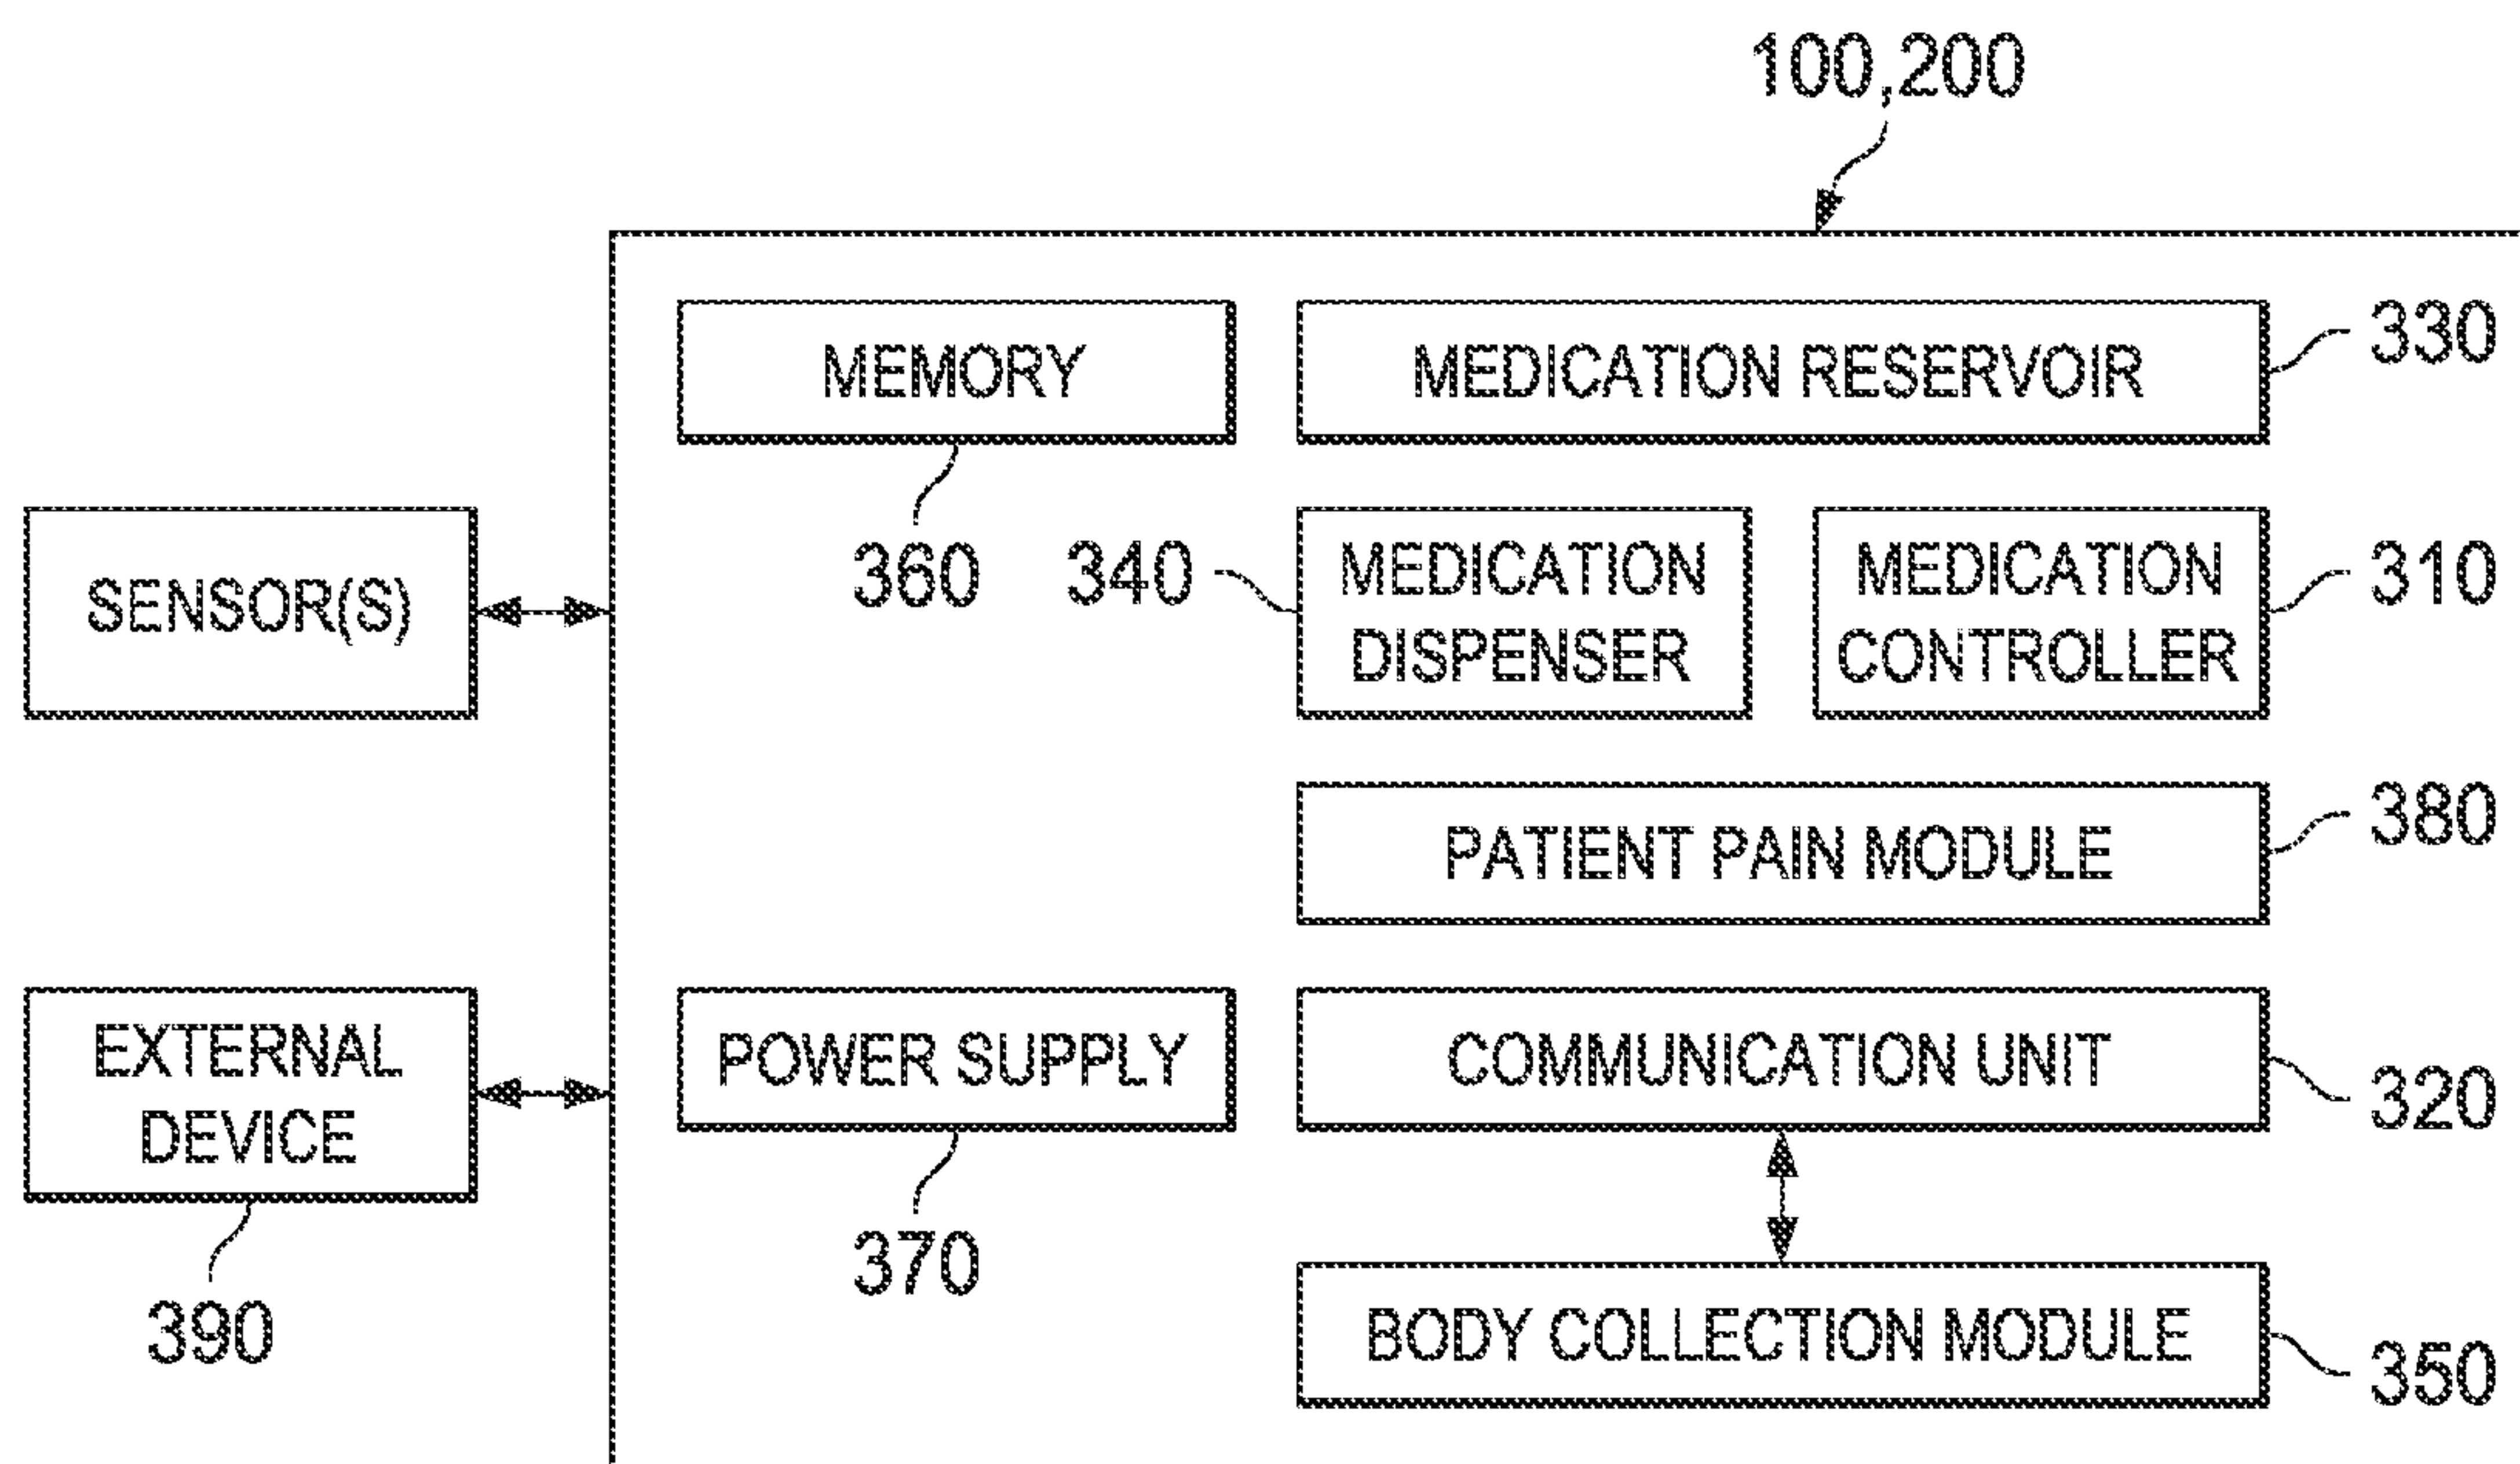 100,200
MEMORY
MEDICATION RESERVOIR
330
SENSOR(S)
360
340
MEDICATION
DISPENSER
MEDICATION
CONTROLLER
310
PATIENT PAIN MODULE
380
EXTERNAL
DEVICE
390
POWER SUPPLY
370
COMMUNICATION UNIT
320
BODY COLLECTION MODULE
350